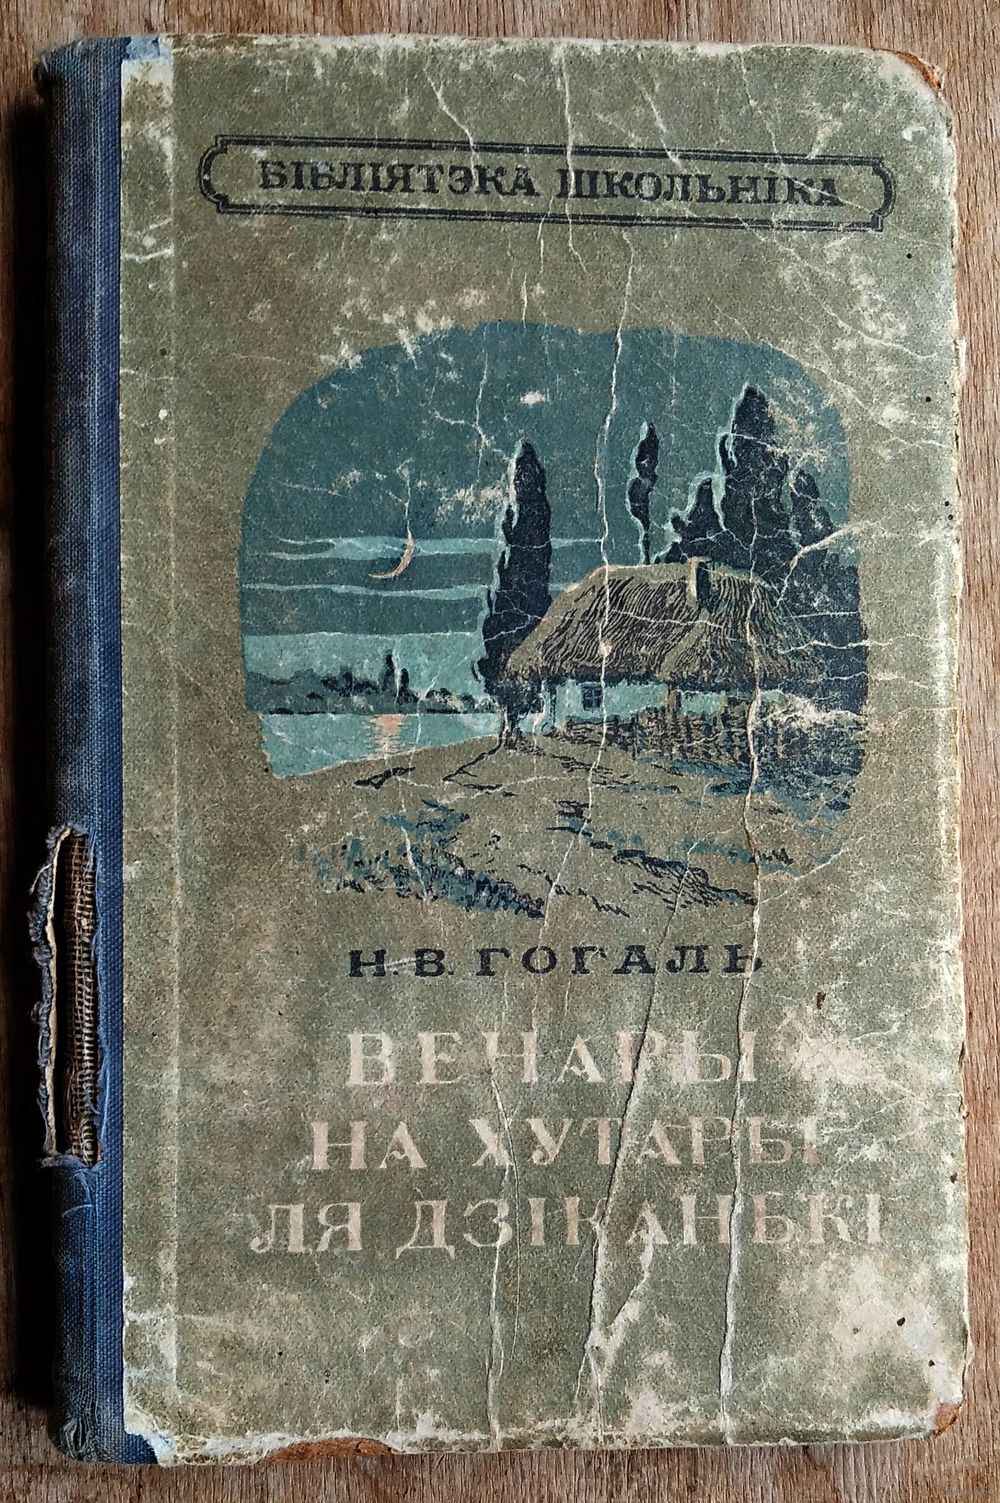 БІБЛІЯТЭКА ШКОЛЬНІКА
Н. В. ГОГАЛЬ
ВЕЧАРЫ
НА ХУТАРЫ
ЛЯ ДЗІКАНЬКІ